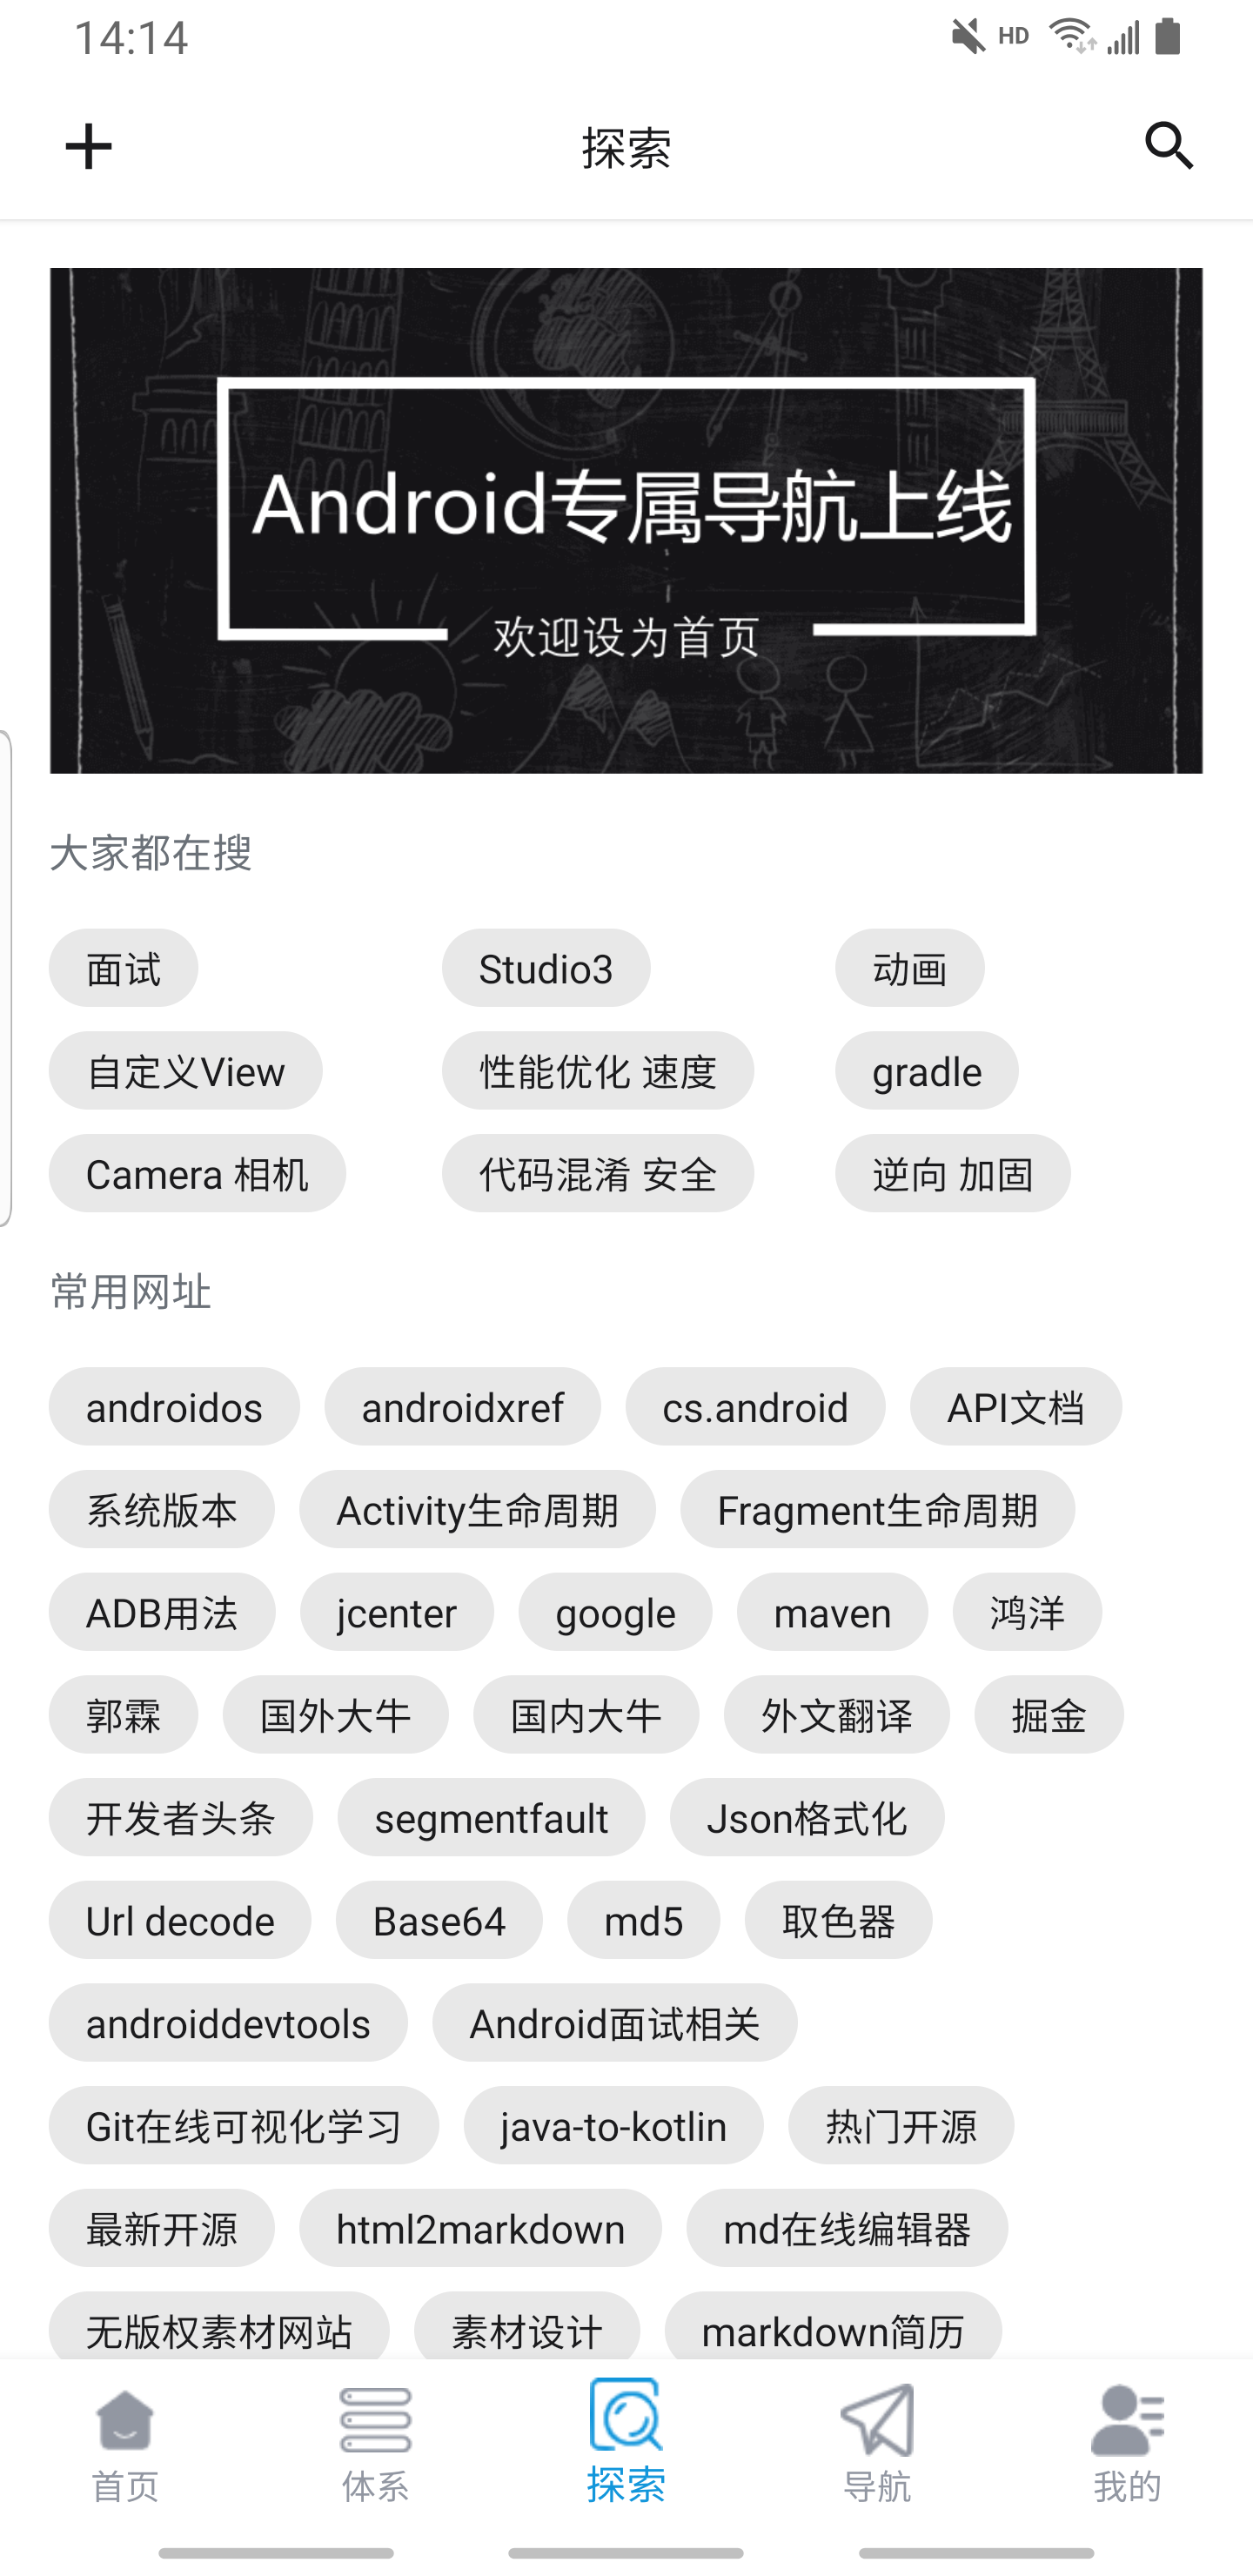 14:14 HD
探索
Android专属导航上线
欢迎设为首页
大家都在搜
面试 Studio3 动画
自定义View 性能优化 速度 gradle
Camera 相机 代码混淆 安全 逆向 加固
常用网址
androidos androidxref cs.android API文档
系统版本 Activity生命周期 Fragment生命周期
ADB用法 jcenter google maven 鸿洋
郭霖 国外大牛 国内大牛 外文翻译 掘金
开发者头条 segmentfault Json格式化
Url decode Base64 md5 取色器
androiddevtools Android面试相关
Git在线可视化学习 java-to-kotlin 热门开源
最新开源 html2markdown md在线编辑器
无版权素材网站 素材设计 markdown简历
首页 体系 探索 导航 我的